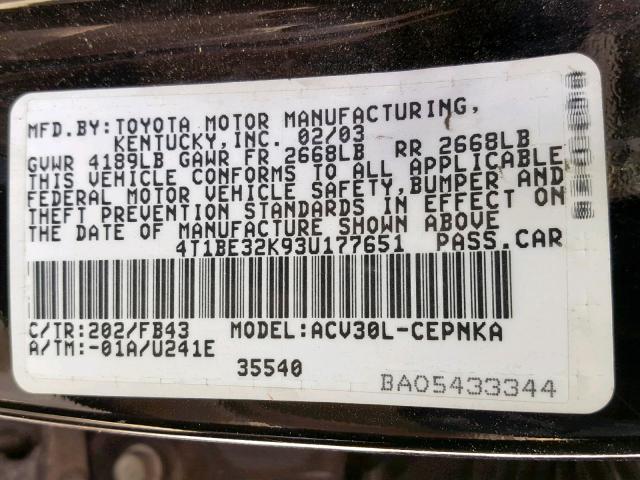 MFD.BY:TOYOTA MOTOR MANUFACTURING,
KENTUCKY,INC. 02/03
GVWR 4189LB GAWR FR 2668LB RR 2668LB
THIS VEHICLE CONFORMS TO ALL APPLICABLE
FEDERAL MOTOR VEHICLE SAFETY,BUMPER AND
THEFT PREVENTION STANDARDS IN EFFECT ON
THE DATE OF MANUFACTURE SHOWN ABOVE
4T1BE32K93U177651 PASS.CAR
C/TR:202/FB43 MODEL:ACV30L-CEPNKA
A/TM:-01A/U241E
35540
BA05433344